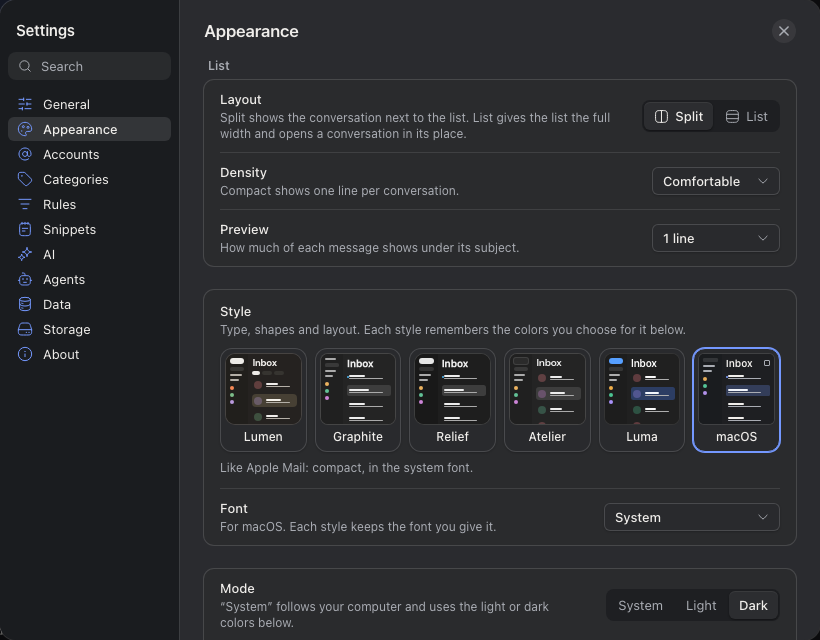 Settings
Search
General
Appearance
Accounts
Categories
Rules
Snippets
AI
Agents
Data
Storage
About
Appearance
List
Layout
Split shows the conversation next to the list. List gives the list the full
width and opens a conversation in its place.
Split
List
Density
Compact shows one line per conversation.
Comfortable
Preview
How much of each message shows under its subject.
1 line
Style
Type, shapes and layout. Each style remembers the colors you choose for it below.
Inbox
Inbox
Inbox
Inbox
Inbox
Inbox
Lumen
Graphite
Relief
Atelier
Luma
macOS
Like Apple Mail: compact, in the system font.
Font
For macOS. Each style keeps the font you give it.
System
Mode
“System” follows your computer and uses the light or dark
colors below.
System
Light
Dark